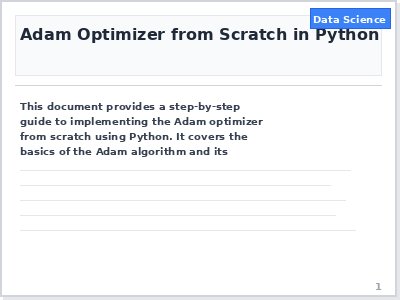 Data Science
Adam Optimizer from Scratch in Python
This document provides a step-by-step
guide to implementing the Adam optimizer
from scratch using Python. It covers the
basics of the Adam algorithm and its
1